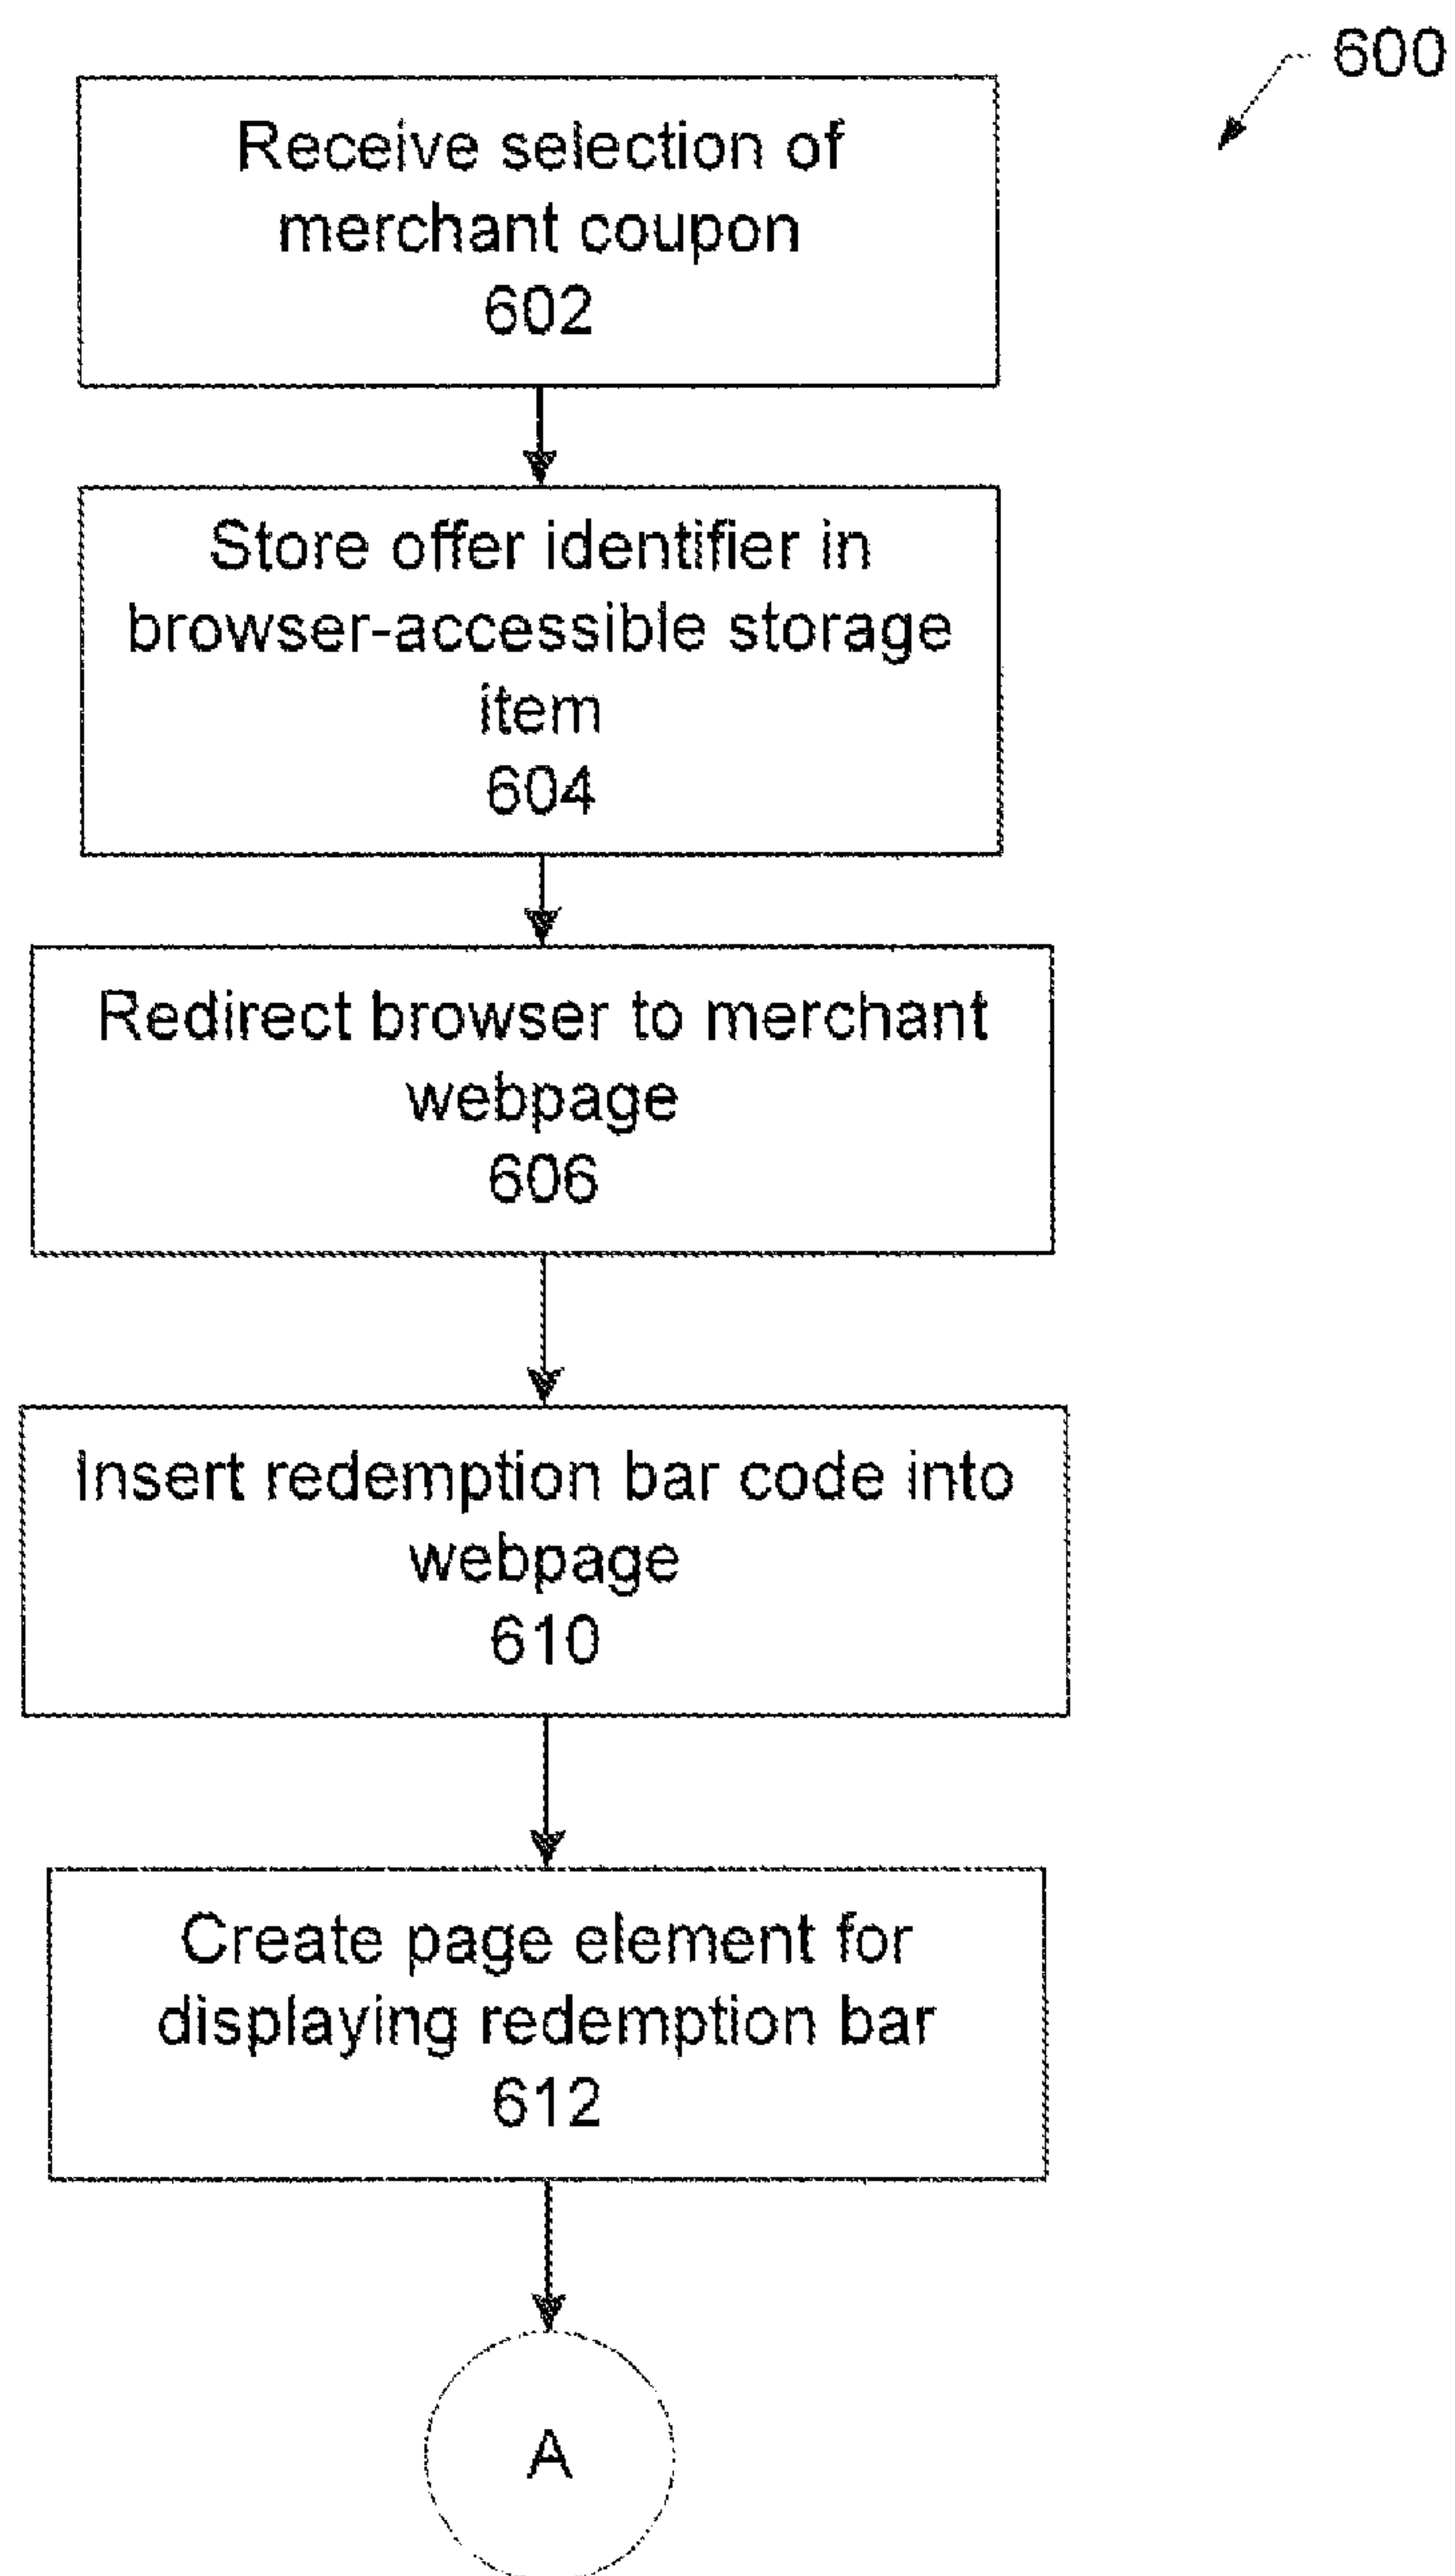 600
Receive selection of
merchant coupon
602
Store offer identifier in
browser-accessible storage
item
604
Redirect browser to merchant
webpage
606
Insert redemption bar code into
webpage
610
Create page element for
displaying redemption bar
612
A